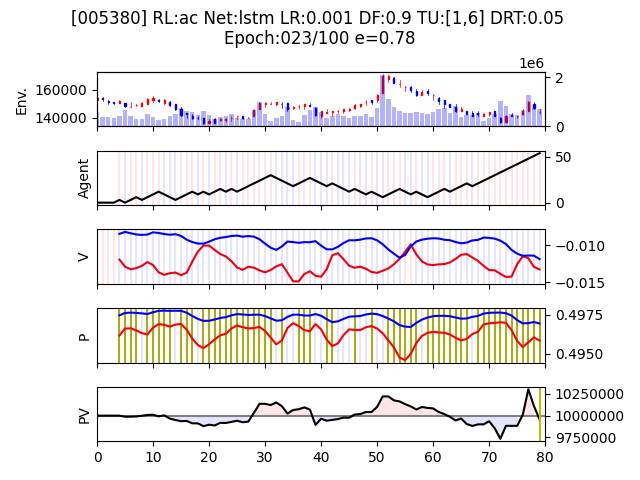 [005380] RL:ac Net:lstm LR:0.001 DF:0.9 TU:[1,6] DRT:0.05
Epoch:023/100 e=0.78
1e6
Env.
160000
140000
2
0
Agent
50
0
V
−0.010
−0.015
P
0.4975
0.4950
PV
10250000
10000000
9750000
0 10 20 30 40 50 60 70 80